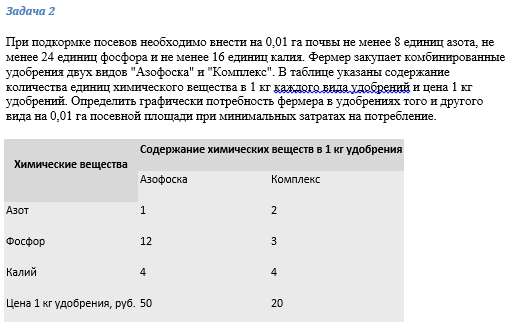 Задача 2
При подкормке посевов необходимо внести на 0,01 га почвы не менее 8 единиц азота, не
менее 24 единиц фосфора и не менее 16 единиц калия. Фермер закупает комбинированные
удобрения двух видов "Азофоска" и "Комплекс". В таблице указаны содержание
количества единиц химического вещества в 1 кг каждого вида удобрений и цена 1 кг
удобрений. Определить графически потребность фермера в удобрениях того и другого
вида на 0,01 га посевной площади при минимальных затратах на потребление.
Химические вещества
Содержание химических веществ в 1 кг удобрения
Азофоска Комплекс
Азот 1 2
Фосфор 12 3
Калий 4 4
Цена 1 кг удобрения, руб. 50 20